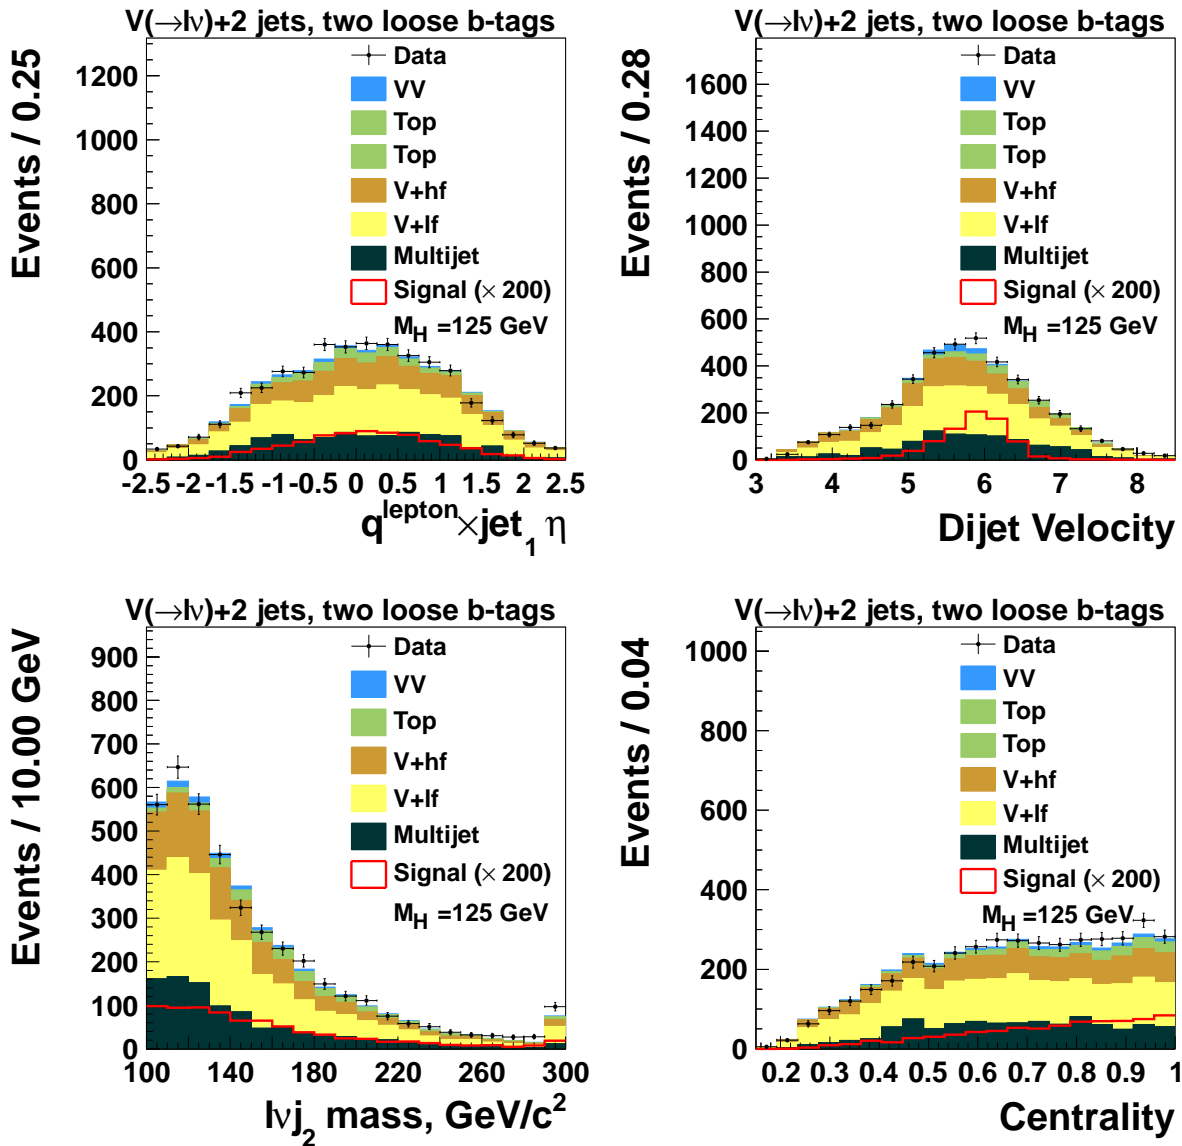 V(→lν)+2 jets, two loose b-tags
Events / 0.25
1200
1000
800
600
400
200
0
Data
VV
Top
Top
V+hf
V+lf
Multijet
Signal (× 200)
M_H =125 GeV
-2.5 -2 -1.5 -1 -0.5 0 0.5 1 1.5 2 2.5
q^lepton ×jet_1 η
V(→lν)+2 jets, two loose b-tags
Events / 0.28
1600
1400
1200
1000
800
600
400
200
0
Data
VV
Top
Top
V+hf
V+lf
Multijet
Signal (× 200)
M_H =125 GeV
3 4 5 6 7 8
Dijet Velocity
V(→lν)+2 jets, two loose b-tags
Events / 10.00 GeV
900
800
700
600
500
400
300
200
100
0
Data
VV
Top
V+hf
V+lf
Multijet
Signal (× 200)
M_H =125 GeV
100 140 180 220 260 300
lνj_2 mass, GeV/c^2
V(→lν)+2 jets, two loose b-tags
Events / 0.04
1000
800
600
400
200
0
Data
VV
Top
Top
V+hf
V+lf
Multijet
Signal (× 200)
M_H =125 GeV
0.2 0.3 0.4 0.5 0.6 0.7 0.8 0.9 1
Centrality